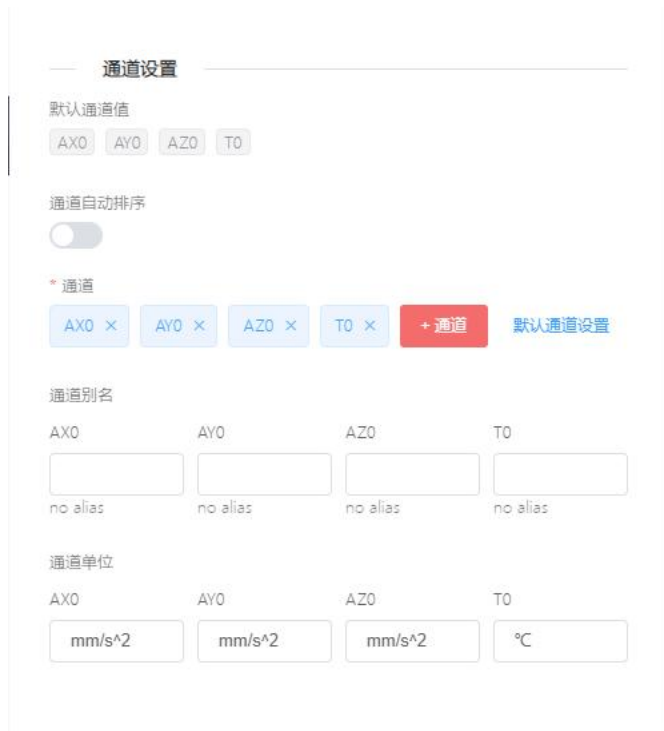 通道设置
默认通道值
AX0 AY0 AZ0 T0
通道自动排序
* 通道
AX0 × AY0 × AZ0 × T0 × +通道 默认通道设置
通道别名
AX0 AY0 AZ0 T0
no alias no alias no alias no alias
通道单位
AX0 AY0 AZ0 T0
mm/s^2 mm/s^2 mm/s^2 ℃